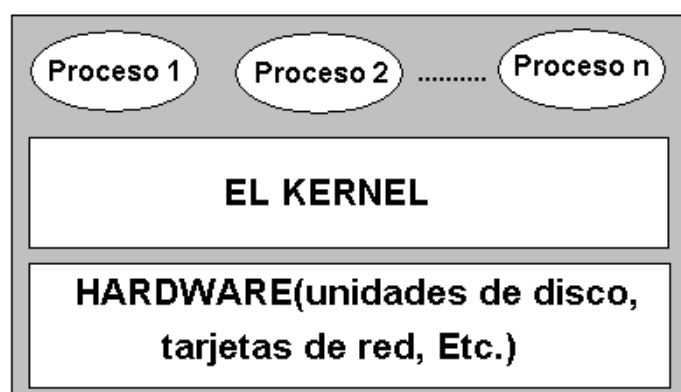 Proceso 1 Proceso 2 .......... Proceso n
EL KERNEL
HARDWARE(unidades de disco,
tarjetas de red, Etc.)